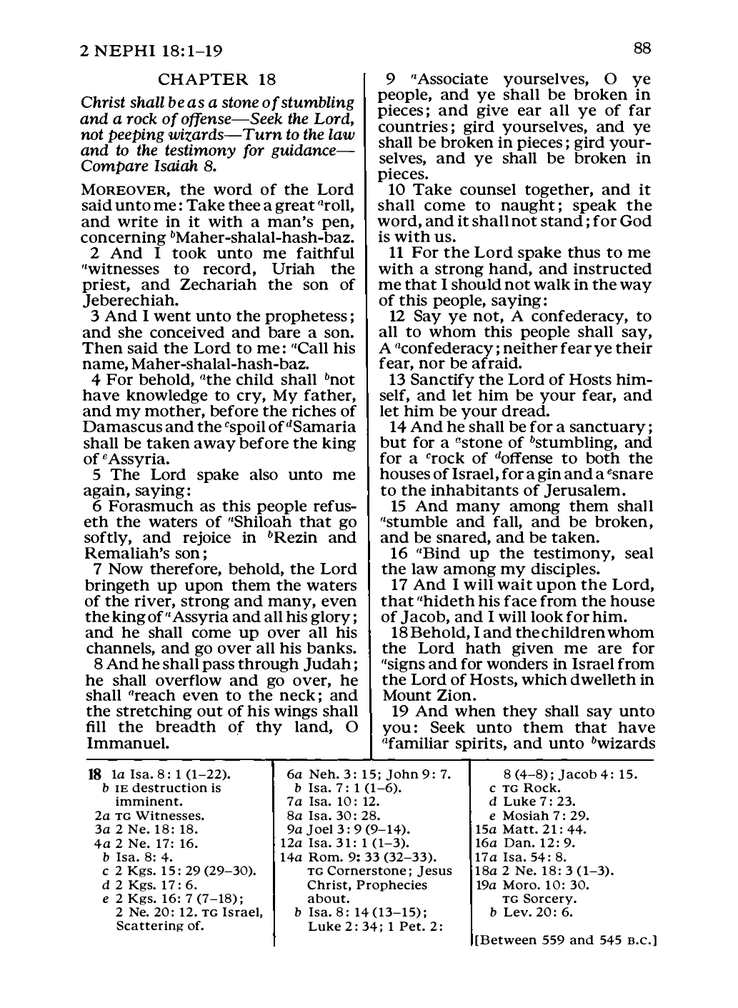 2 NEPHI 18:1–19
88
CHAPTER 18
Christ shall be as a stone of stumbling
and a rock of offense—Seek the Lord,
not peeping wizards—Turn to the law
and to the testimony for guidance—
Compare Isaiah 8.
MOREOVER, the word of the Lord
said unto me: Take thee a great aroll,
and write in it with a man's pen,
concerning bMaher-shalal-hash-baz.
2 And I took unto me faithful
awitnesses to record, Uriah the
priest, and Zechariah the son of
Jeberechiah.
3 And I went unto the prophetess;
and she conceived and bare a son.
Then said the Lord to me: aCall his
name, Maher-shalal-hash-baz.
4 For behold, athe child shall bnot
have knowledge to cry, My father,
and my mother, before the riches of
Damascus and the cspoil of dSamaria
shall be taken away before the king
of eAssyria.
5 The Lord spake also unto me
again, saying:
6 Forasmuch as this people refus-
eth the waters of aShiloah that go
softly, and rejoice in bRezin and
Remaliah's son;
7 Now therefore, behold, the Lord
bringeth up upon them the waters
of the river, strong and many, even
the king of aAssyria and all his glory;
and he shall come up over all his
channels, and go over all his banks.
8 And he shall pass through Judah;
he shall overflow and go over, he
shall areach even to the neck; and
the stretching out of his wings shall
fill the breadth of thy land, O
Immanuel.
9 aAssociate yourselves, O ye
people, and ye shall be broken in
pieces; and give ear all ye of far
countries; gird yourselves, and ye
shall be broken in pieces; gird your-
selves, and ye shall be broken in
pieces.
10 Take counsel together, and it
shall come to naught; speak the
word, and it shall not stand; for God
is with us.
11 For the Lord spake thus to me
with a strong hand, and instructed
me that I should not walk in the way
of this people, saying:
12 Say ye not, A confederacy, to
all to whom this people shall say,
A aconfederacy; neither fear ye their
fear, nor be afraid.
13 Sanctify the Lord of Hosts him-
self, and let him be your fear, and
let him be your dread.
14 And he shall be for a sanctuary;
but for a astone of bstumbling, and
for a crock of doffense to both the
houses of Israel, for a gin and a esnare
to the inhabitants of Jerusalem.
15 And many among them shall
astumble and fall, and be broken,
and be snared, and be taken.
16 aBind up the testimony, seal
the law among my disciples.
17 And I will wait upon the Lord,
that ahideth his face from the house
of Jacob, and I will look for him.
18 Behold, I and the children whom
the Lord hath given me are for
asigns and for wonders in Israel from
the Lord of Hosts, which dwelleth in
Mount Zion.
19 And when they shall say unto
you: Seek unto them that have
afamiliar spirits, and unto bwizards
18 1a Isa. 8: 1 (1–22).
b IE destruction is
imminent.
2a TG Witnesses.
3a 2 Ne. 18: 18.
4a 2 Ne. 17: 16.
b Isa. 8: 4.
c 2 Kgs. 15: 29 (29–30).
d 2 Kgs. 17: 6.
e 2 Kgs. 16: 7 (7–18);
2 Ne. 20: 12. TG Israel,
Scattering of.
6a Neh. 3: 15; John 9: 7.
b Isa. 7: 1 (1–6).
7a Isa. 10: 12.
8a Isa. 30: 28.
9a Joel 3: 9 (9–14).
12a Isa. 31: 1 (1–3).
14a Rom. 9: 33 (32–33).
TG Cornerstone; Jesus
Christ, Prophecies
about.
b Isa. 8: 14 (13–15);
Luke 2: 34; 1 Pet. 2:
8 (4–8); Jacob 4: 15.
c TG Rock.
d Luke 7: 23.
e Mosiah 7: 29.
15a Matt. 21: 44.
16a Dan. 12: 9.
17a Isa. 54: 8.
18a 2 Ne. 18: 3 (1–3).
19a Moro. 10: 30.
TG Sorcery.
b Lev. 20: 6.
[Between 559 and 545 B.C.]